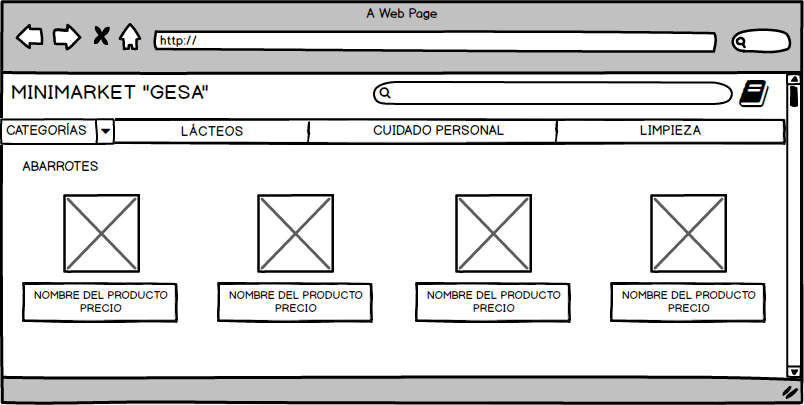 A Web Page
http://
MINIMARKET "GESA"
CATEGORÍAS
LÁCTEOS
CUIDADO PERSONAL
LIMPIEZA
ABARROTES
NOMBRE DEL PRODUCTO
PRECIO
NOMBRE DEL PRODUCTO
PRECIO
NOMBRE DEL PRODUCTO
PRECIO
NOMBRE DEL PRODUCTO
PRECIO